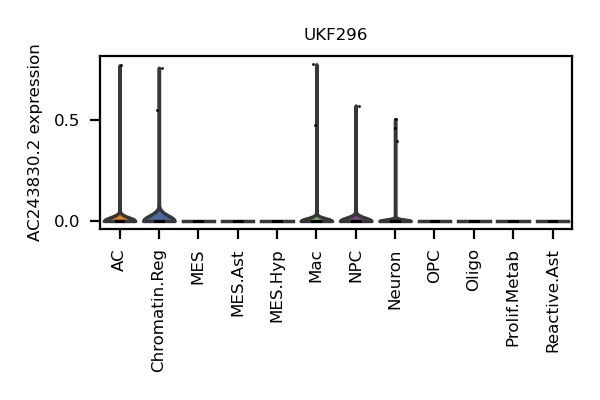 UKF296
AC243830.2 expression
0.5
0.0
AC
Chromatin.Reg
MES
MES.Ast
MES.Hyp
Mac
NPC
Neuron
OPC
Oligo
Prolif.Metab
Reactive.Ast